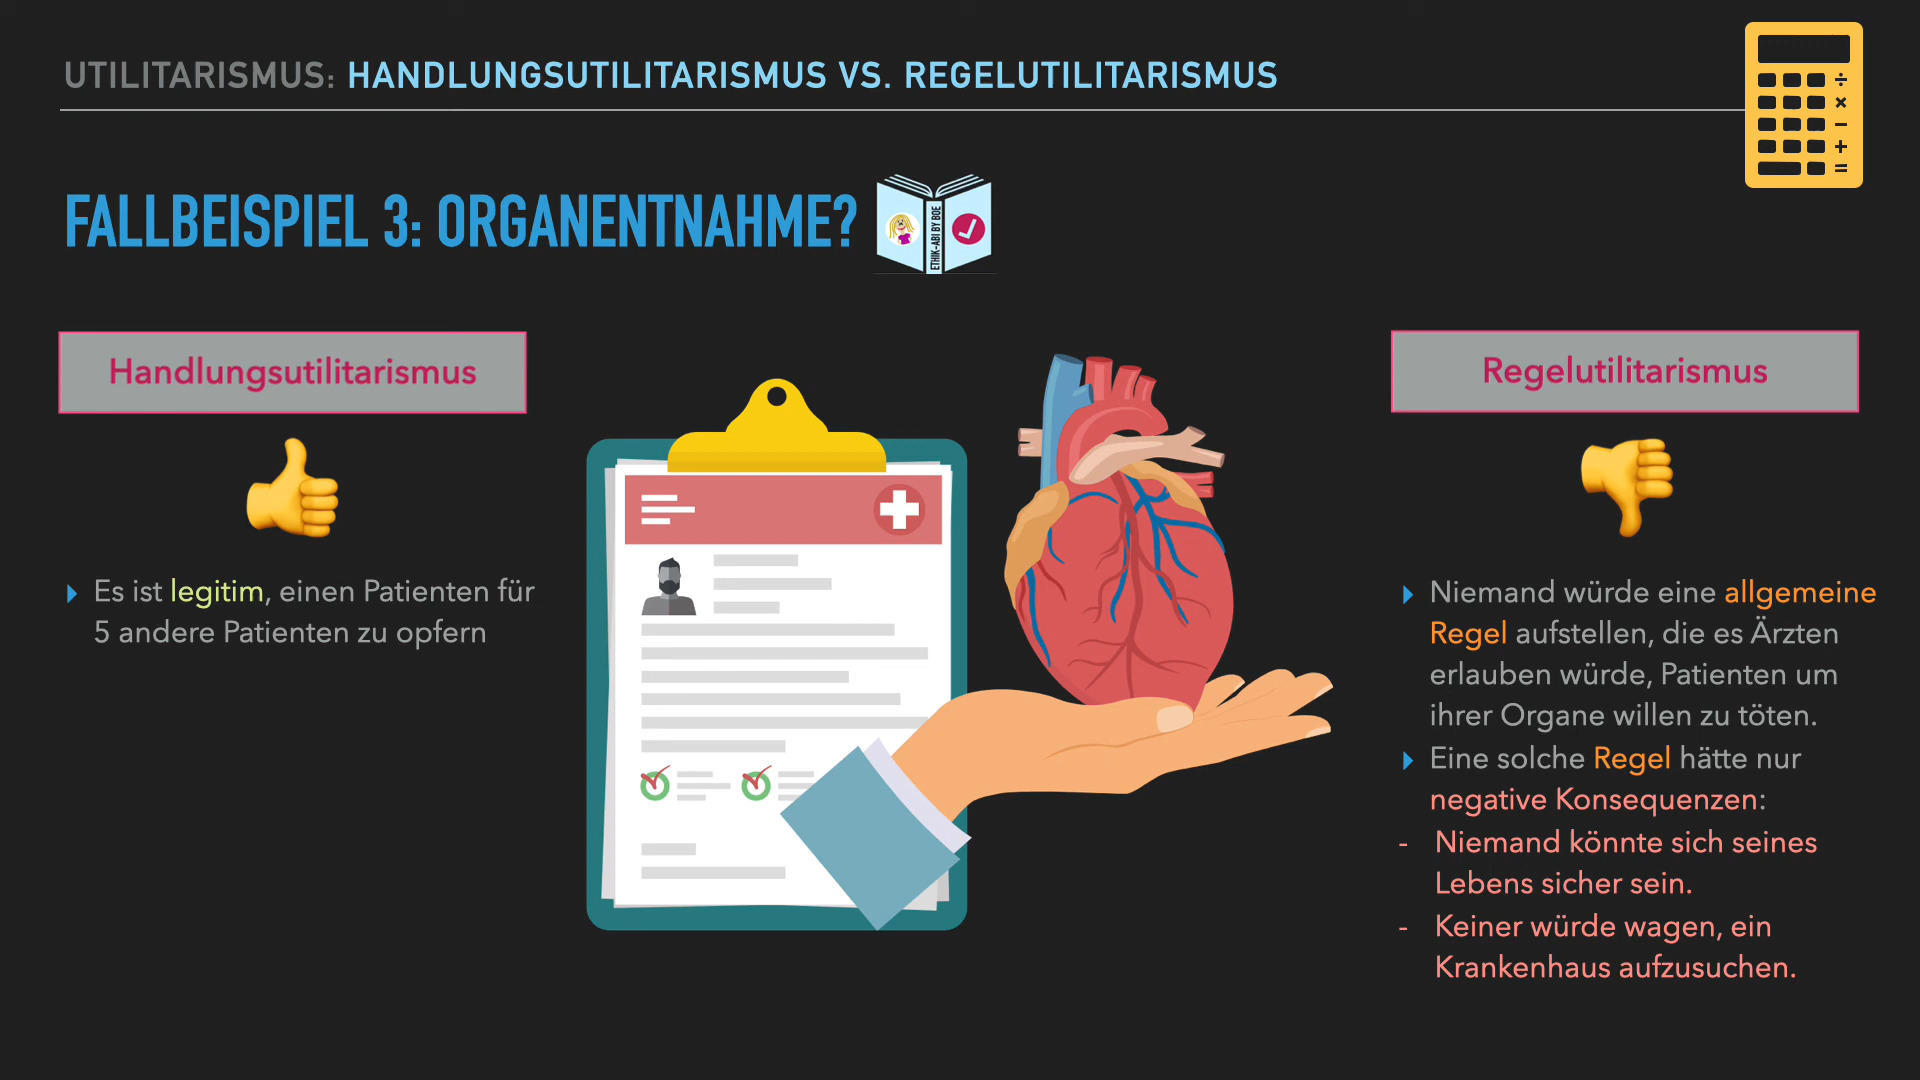 UTILITARISMUS: HANDLUNGSUTILITARISMUS VS. REGELUTILITARISMUS
FALLBEISPIEL 3: ORGANENTNAHME?
ETHIK-ABI BY BOE
Handlungsutilitarismus
Es ist legitim, einen Patienten für
5 andere Patienten zu opfern
Regelutilitarismus
Niemand würde eine allgemeine
Regel aufstellen, die es Ärzten
erlauben würde, Patienten um
ihrer Organe willen zu töten.
Eine solche Regel hätte nur
negative Konsequenzen:
- Niemand könnte sich seines
Lebens sicher sein.
- Keiner würde wagen, ein
Krankenhaus aufzusuchen.